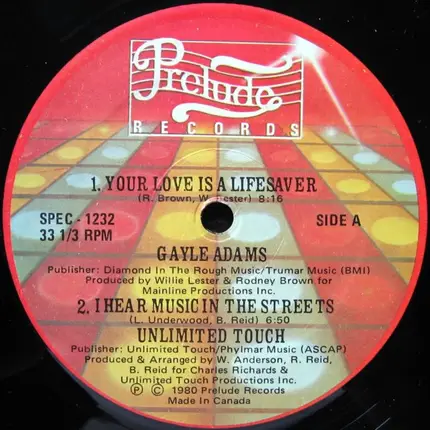 Prelude
RECORDS
1. YOUR LOVE IS A LIFESAVER
(R. Brown, W. Lester) 8:16
SPEC - 1232
33 1/3 RPM
SIDE A
GAYLE ADAMS
Publisher: Diamond In The Rough Music/Trumar Music (BMI)
Produced by Willie Lester & Rodney Brown for
Mainline Productions Inc.
2. I HEAR MUSIC IN THE STREETS
(L. Underwood, B. Reid) 6:50
UNLIMITED TOUCH
Publisher: Unlimited Touch/Phylmar Music (ASCAP)
Produced & Arranged by W. Anderson, R. Reid,
B. Reid for Charles Richards &
Unlimited Touch Productions Inc.
Ⓟ © 1980 Prelude Records
Made In Canada